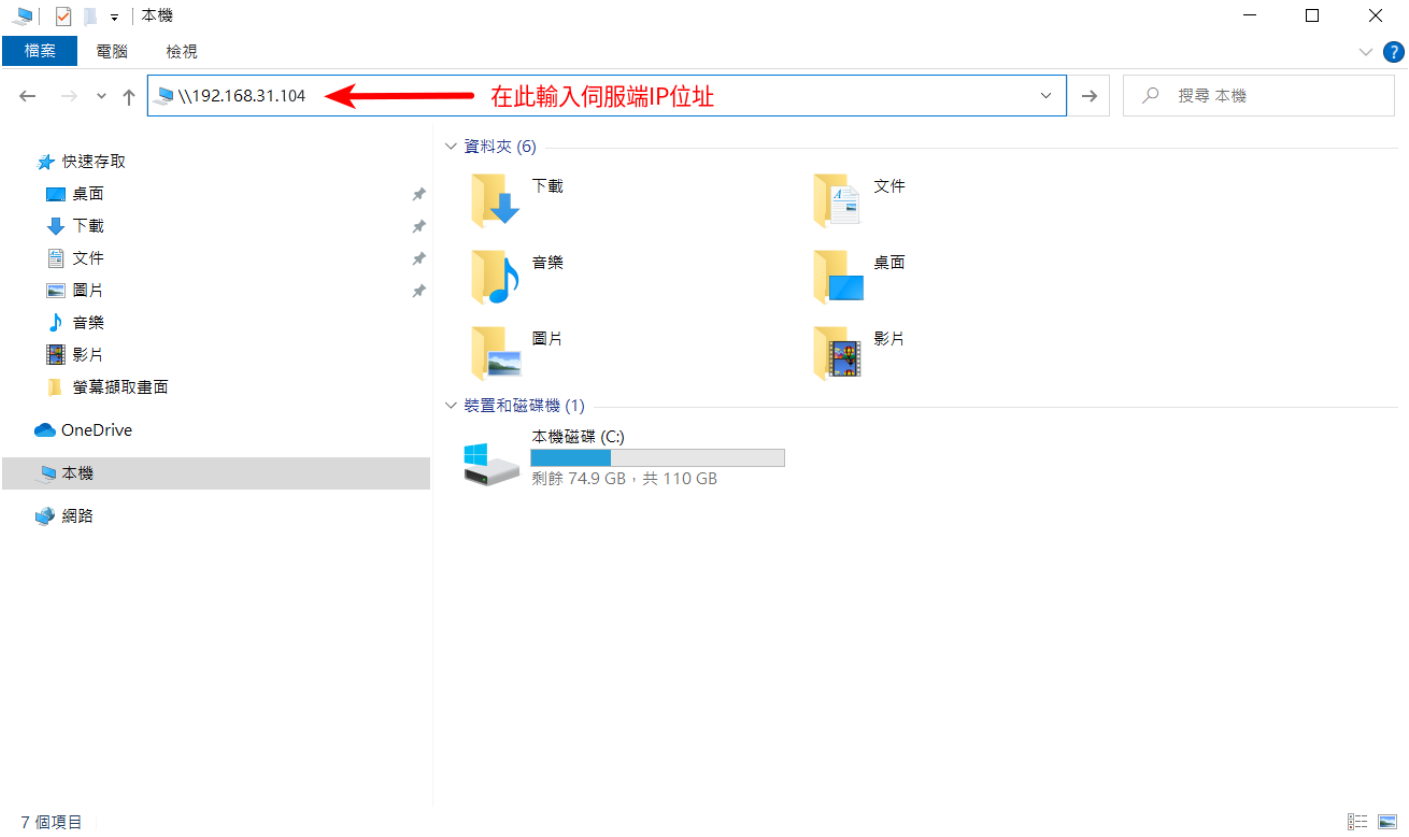 本機
檔案 電腦 檢視
\\192.168.31.104 在此輸入伺服端IP位址 搜尋 本機
快速存取
桌面
下載
文件
圖片
音樂
影片
螢幕擷取畫面
OneDrive
本機
網路
資料夾 (6)
下載
文件
音樂
桌面
圖片
影片
裝置和磁碟機 (1)
本機磁碟 (C:)
剩餘 74.9 GB，共 110 GB
7 個項目